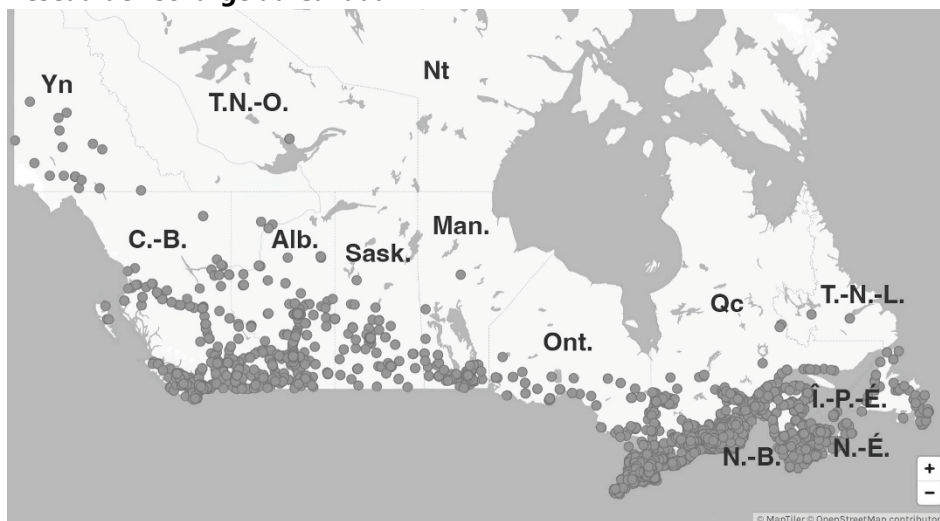 Yn
Nt
T.N.-O.
C.-B.
Alb.
Man.
Sask.
T.-N.-L.
Qc
Ont.
Î.-P.-É.
N.-É.
N.-B.
+
−
© MapTiler © OpenStreetMap contributors